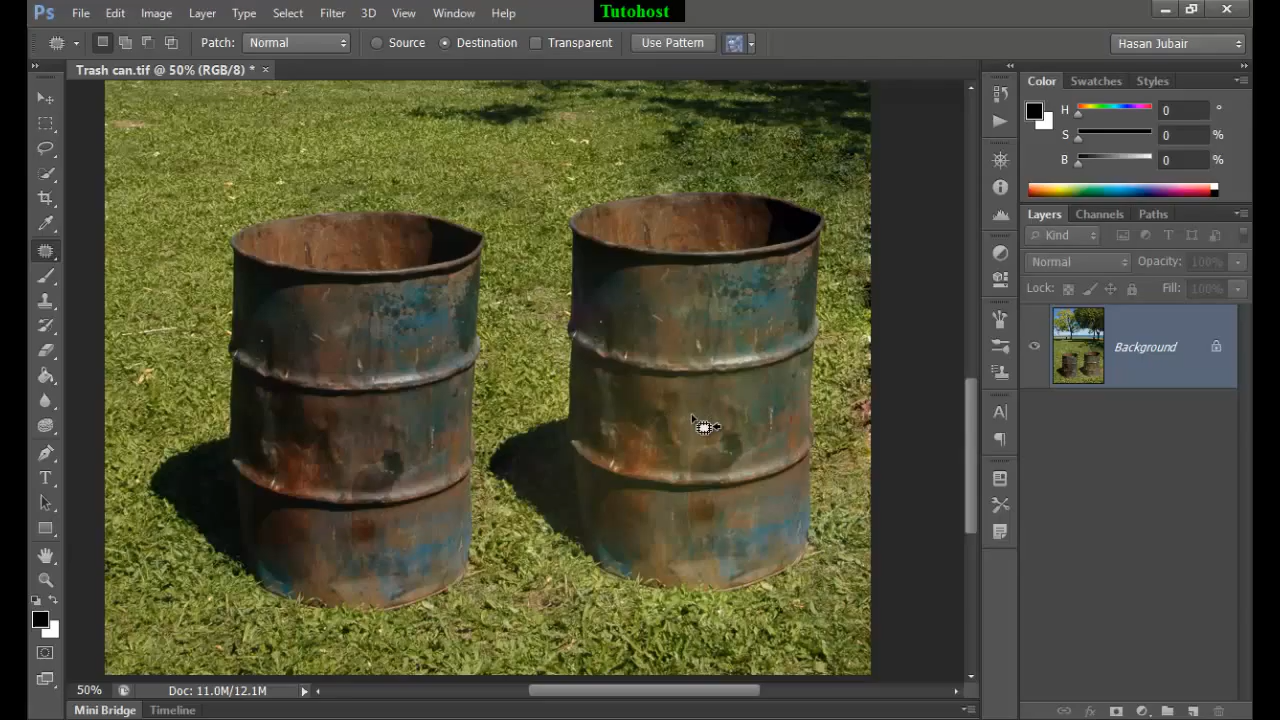 Tutohost
Ps File Edit Image Layer Type Select Filter 3D View Window Help
Patch: Normal Source Destination Transparent Use Pattern Hasan Jubair
Trash can.tif @ 50% (RGB/8) * ×
Color Swatches Styles
H 0 °
S 0 %
B 0 %
Layers Channels Paths
Kind
Normal Opacity: 100%
Lock: Fill: 100%
Background
50% Doc: 11.0M/12.1M
Mini Bridge Timeline